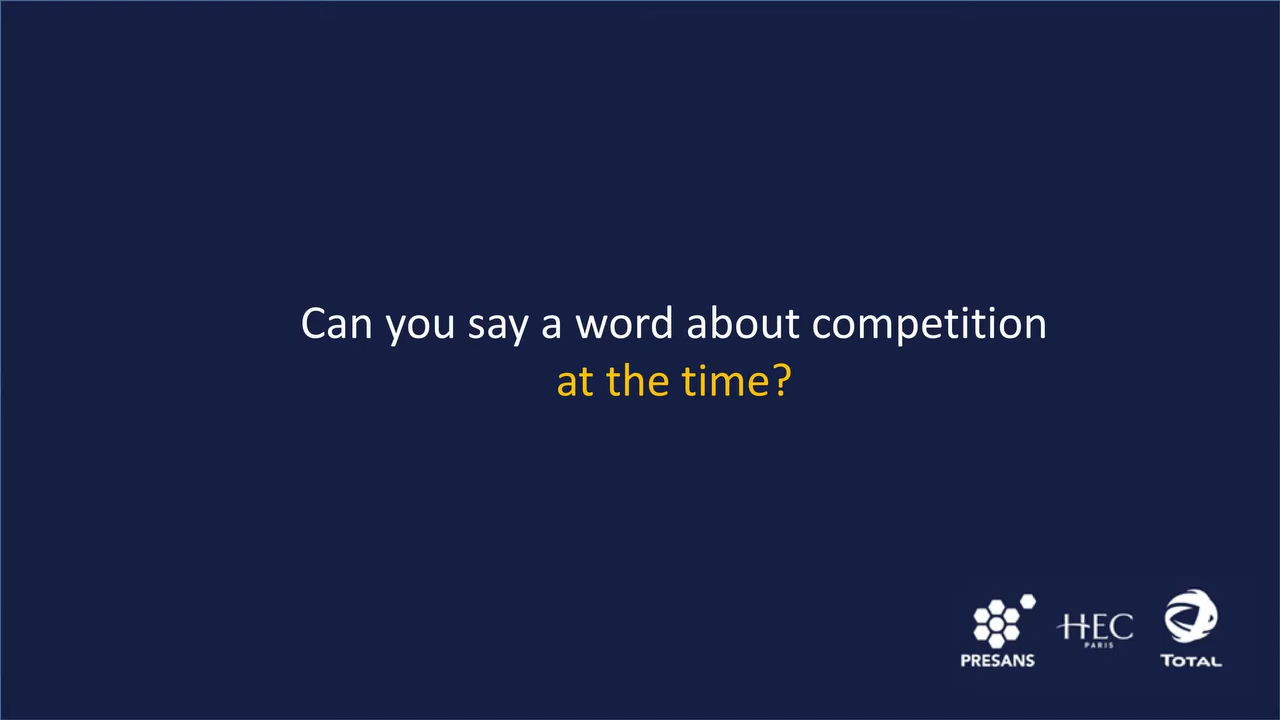 Can you say a word about competition
at the time?
PRESANS
HEC
PARIS
TOTAL